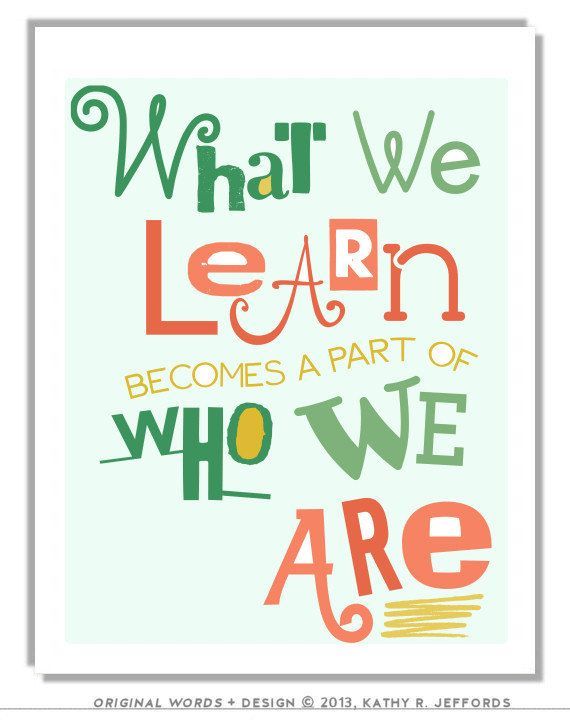 What We
LeARn
BECOMES A PART OF
WHO WE
ARe
ORIGINAL WORDS + DESIGN © 2013, KATHY R. JEFFORDS